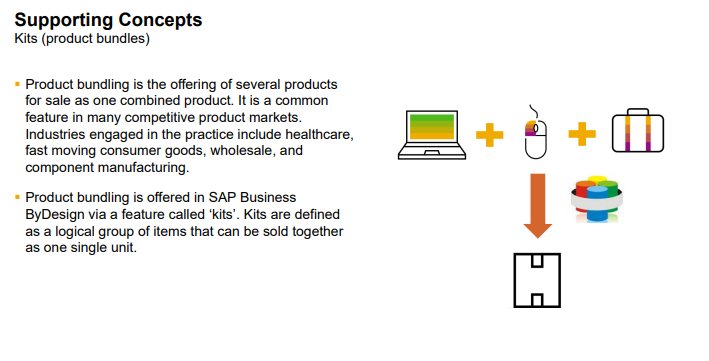 Supporting Concepts
Kits (product bundles)
▪ Product bundling is the offering of several products
for sale as one combined product. It is a common
feature in many competitive product markets.
Industries engaged in the practice include healthcare,
fast moving consumer goods, wholesale, and
component manufacturing.
▪ Product bundling is offered in SAP Business
ByDesign via a feature called ‘kits’. Kits are defined
as a logical group of items that can be sold together
as one single unit.